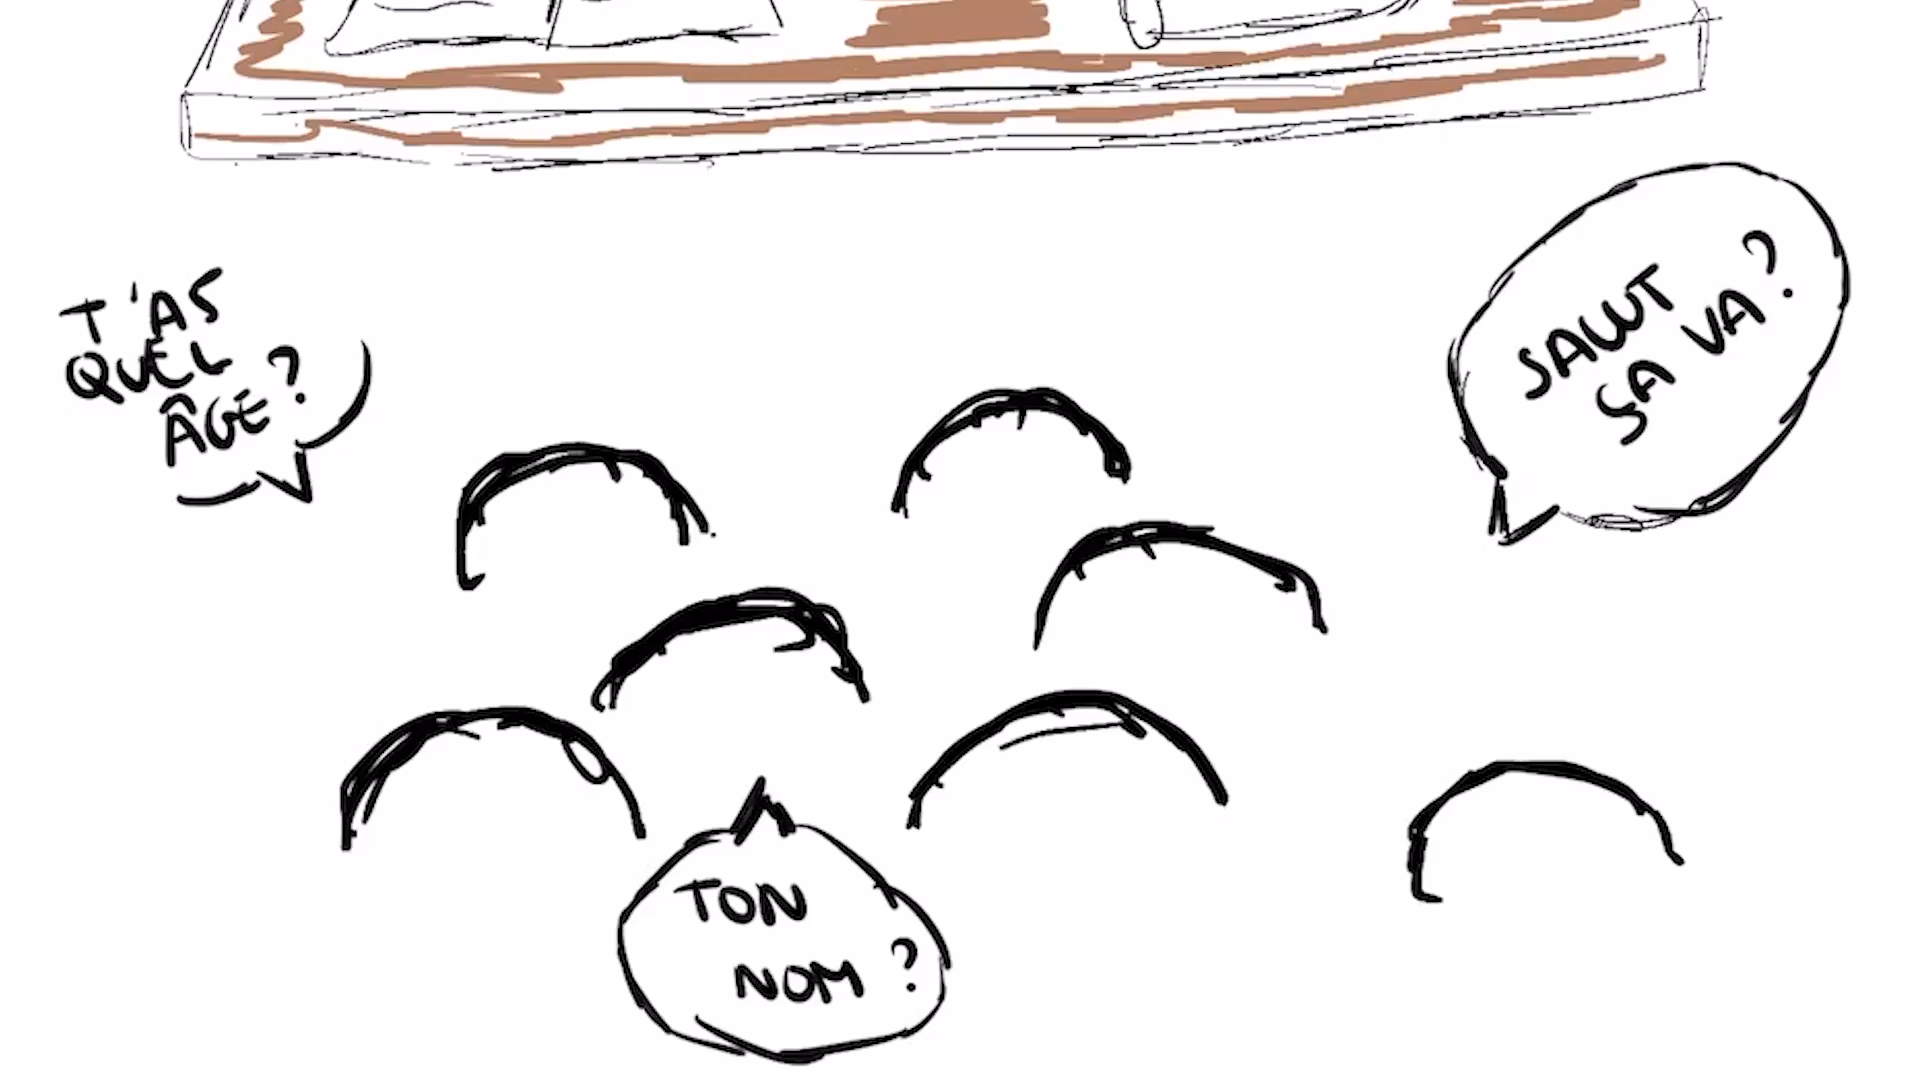 T'AS
QUEL
ÂGE ?
SALUT
ÇA VA ?
TON
NOM ?